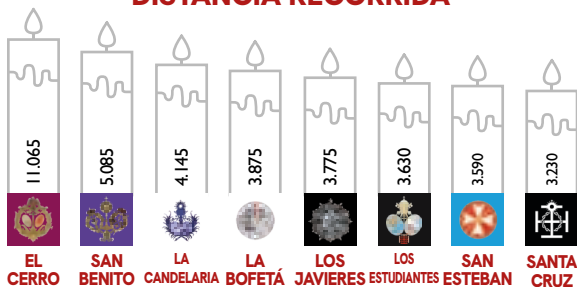 DISTANCIA RECORRIDA
11.065
5.085
4.145
3.875
3.775
3.630
3.590
3.230
EL
CERRO
SAN
BENITO
LA
CANDELARIA
LA
BOFETÁ
LOS
JAVIERES
LOS
ESTUDIANTES
SAN
ESTEBAN
SANTA
CRUZ